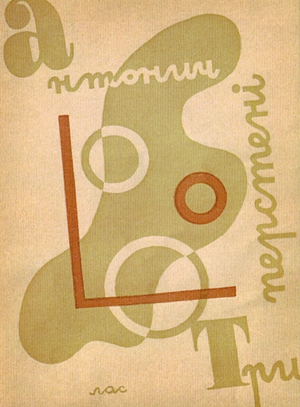 Антонич
Три
перстені
лас